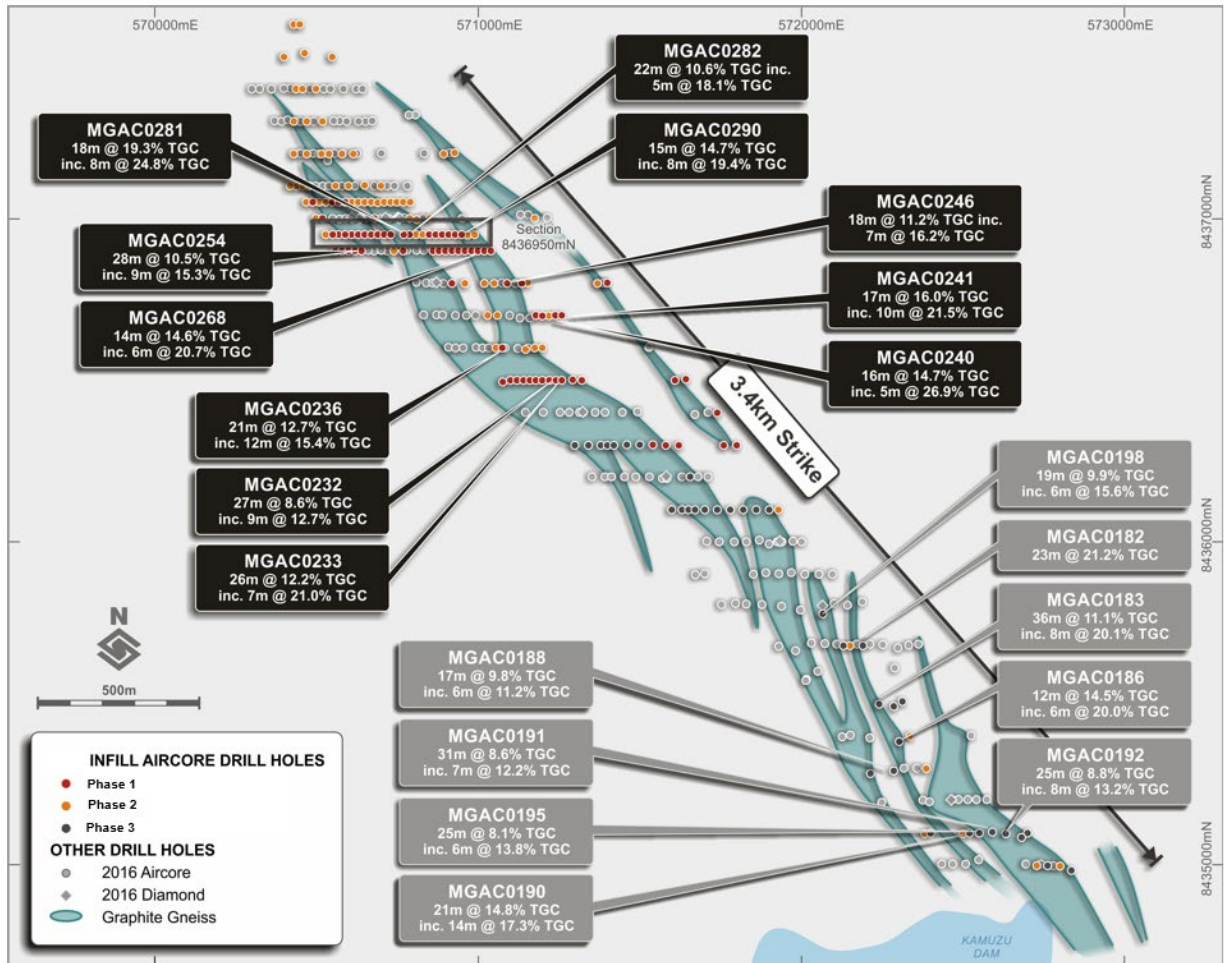 570000mE
571000mE
572000mE
573000mE
MGAC0282
22m @ 10.6% TGC inc.
5m @ 18.1% TGC
MGAC0281
18m @ 19.3% TGC
inc. 8m @ 24.8% TGC
MGAC0290
15m @ 14.7% TGC
inc. 8m @ 19.4% TGC
MGAC0246
18m @ 11.2% TGC inc.
7m @ 16.2% TGC
8437000mN
Section
8436950mN
MGAC0254
28m @ 10.5% TGC
inc. 9m @ 15.3% TGC
MGAC0241
17m @ 16.0% TGC
inc. 10m @ 21.5% TGC
MGAC0268
14m @ 14.6% TGC
inc. 6m @ 20.7% TGC
MGAC0240
16m @ 14.7% TGC
inc. 5m @ 26.9% TGC
3.4km Strike
MGAC0236
21m @ 12.7% TGC
inc. 12m @ 15.4% TGC
MGAC0198
19m @ 9.9% TGC
inc. 6m @ 15.6% TGC
MGAC0232
27m @ 8.6% TGC
inc. 9m @ 12.7% TGC
MGAC0182
23m @ 21.2% TGC
8436000mN
MGAC0233
26m @ 12.2% TGC
inc. 7m @ 21.0% TGC
MGAC0183
36m @ 11.1% TGC
inc. 8m @ 20.1% TGC
N
500m
MGAC0188
17m @ 9.8% TGC
inc. 6m @ 11.2% TGC
MGAC0186
12m @ 14.5% TGC
inc. 6m @ 20.0% TGC
MGAC0191
31m @ 8.6% TGC
inc. 7m @ 12.2% TGC
MGAC0192
25m @ 8.8% TGC
inc. 8m @ 13.2% TGC
MGAC0195
25m @ 8.1% TGC
inc. 6m @ 13.8% TGC
8435000mN
MGAC0190
21m @ 14.8% TGC
inc. 14m @ 17.3% TGC
INFILL AIRCORE DRILL HOLES
Phase 1
Phase 2
Phase 3
OTHER DRILL HOLES
2016 Aircore
2016 Diamond
Graphite Gneiss
KAMUZU
DAM